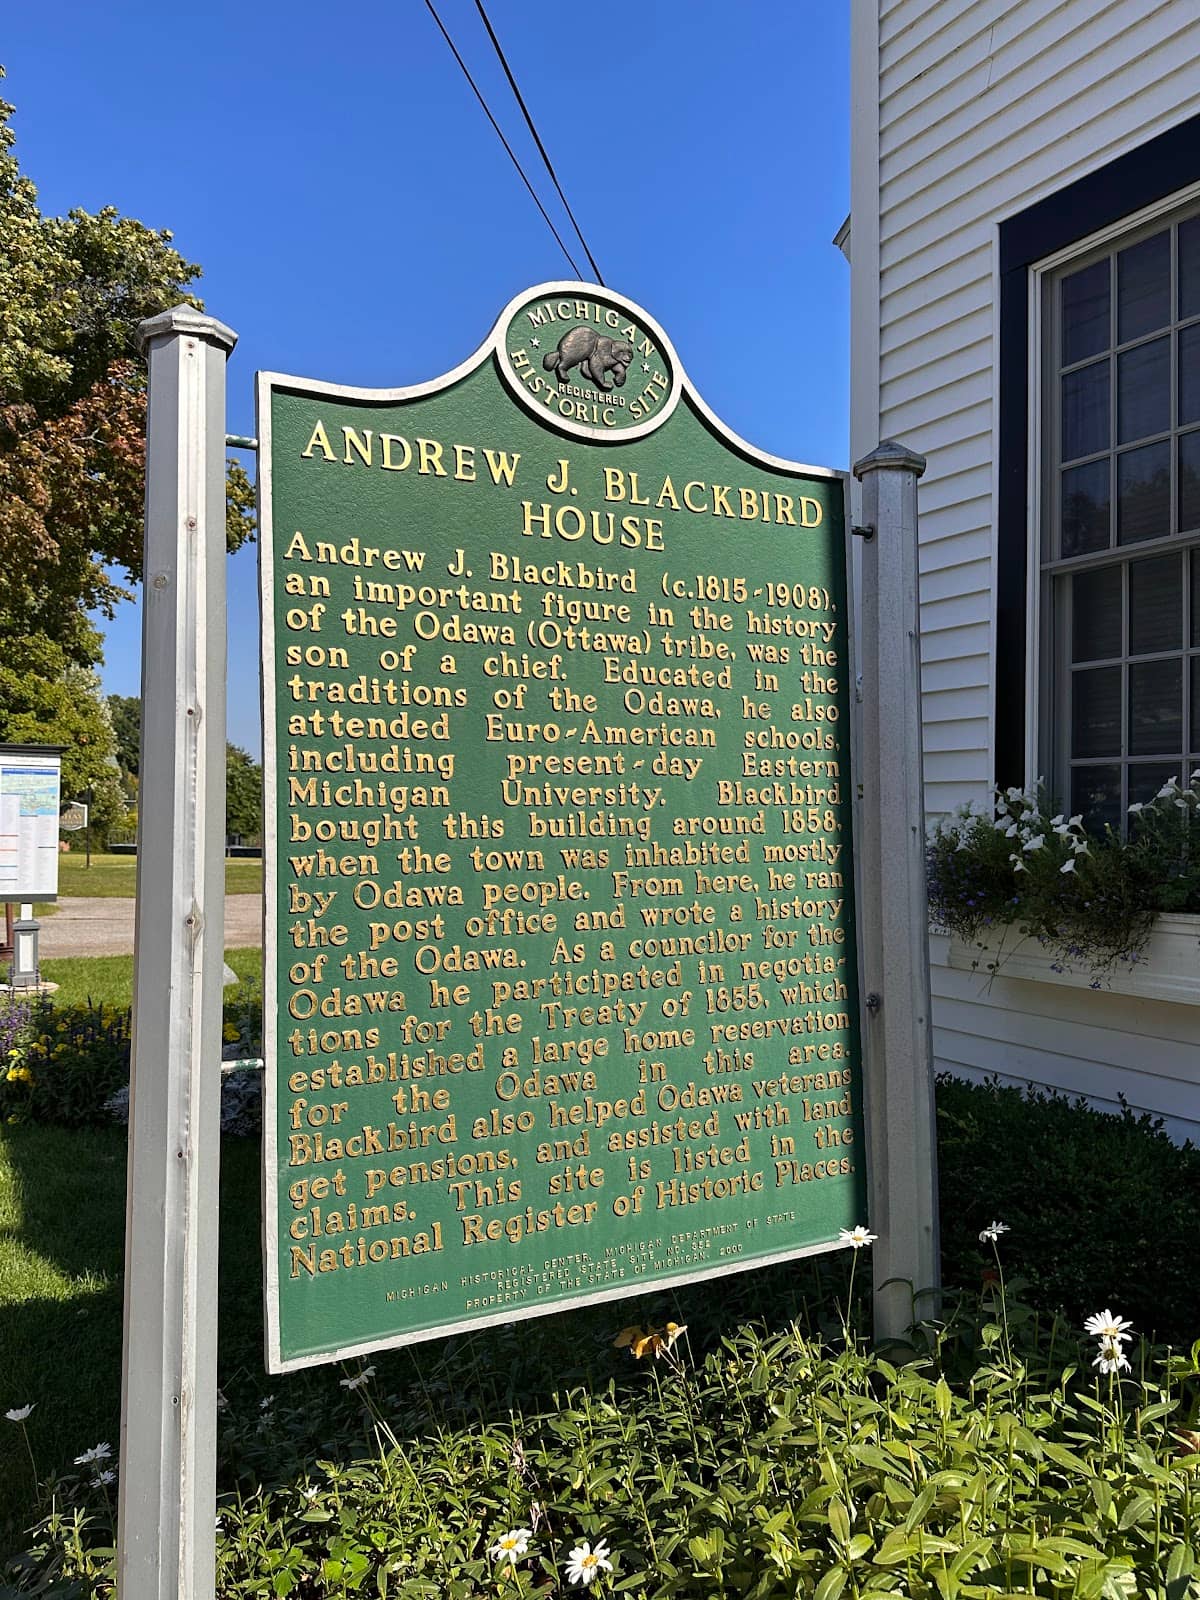 MICHIGAN
REGISTERED
HISTORIC SITE
ANDREW J. BLACKBIRD
HOUSE
Andrew J. Blackbird (c.1815-1908),
an important figure in the history
of the Odawa (Ottawa) tribe, was the
son of a chief. Educated in the
traditions of the Odawa, he also
attended Euro-American schools,
including present-day Eastern
Michigan University. Blackbird
bought this building around 1858,
when the town was inhabited mostly
by Odawa people. From here, he ran
the post office and wrote a history
of the Odawa. As a councilor for the
Odawa he participated in negotia-
tions for the Treaty of 1855, which
established a large home reservation
for the Odawa in this area.
Blackbird also helped Odawa veterans
get pensions, and assisted with land
claims. This site is listed in the
National Register of Historic Places.
MICHIGAN HISTORICAL CENTER, MICHIGAN DEPARTMENT OF STATE
REGISTERED STATE SITE NO. 352
PROPERTY OF THE STATE OF MICHIGAN, 2000